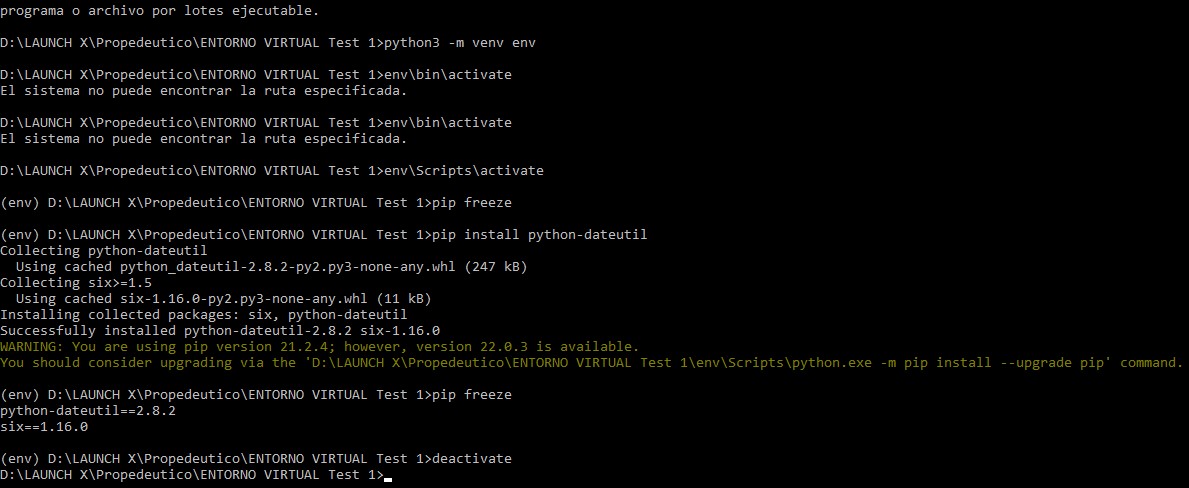 programa o archivo por lotes ejecutable.
D:\LAUNCH X\Propedeutico\ENTORNO VIRTUAL Test 1>python3 -m venv env
D:\LAUNCH X\Propedeutico\ENTORNO VIRTUAL Test 1>env\bin\activate
El sistema no puede encontrar la ruta especificada.
D:\LAUNCH X\Propedeutico\ENTORNO VIRTUAL Test 1>env\bin\activate
El sistema no puede encontrar la ruta especificada.
D:\LAUNCH X\Propedeutico\ENTORNO VIRTUAL Test 1>env\Scripts\activate
(env) D:\LAUNCH X\Propedeutico\ENTORNO VIRTUAL Test 1>pip freeze
(env) D:\LAUNCH X\Propedeutico\ENTORNO VIRTUAL Test 1>pip install python-dateutil
Collecting python-dateutil
  Using cached python_dateutil-2.8.2-py2.py3-none-any.whl (247 kB)
Collecting six>=1.5
  Using cached six-1.16.0-py2.py3-none-any.whl (11 kB)
Installing collected packages: six, python-dateutil
Successfully installed python-dateutil-2.8.2 six-1.16.0
WARNING: You are using pip version 21.2.4; however, version 22.0.3 is available.
You should consider upgrading via the 'D:\LAUNCH X\Propedeutico\ENTORNO VIRTUAL Test 1\env\Scripts\python.exe -m pip install --upgrade pip' command.
(env) D:\LAUNCH X\Propedeutico\ENTORNO VIRTUAL Test 1>pip freeze
python-dateutil==2.8.2
six==1.16.0
(env) D:\LAUNCH X\Propedeutico\ENTORNO VIRTUAL Test 1>deactivate
D:\LAUNCH X\Propedeutico\ENTORNO VIRTUAL Test 1>